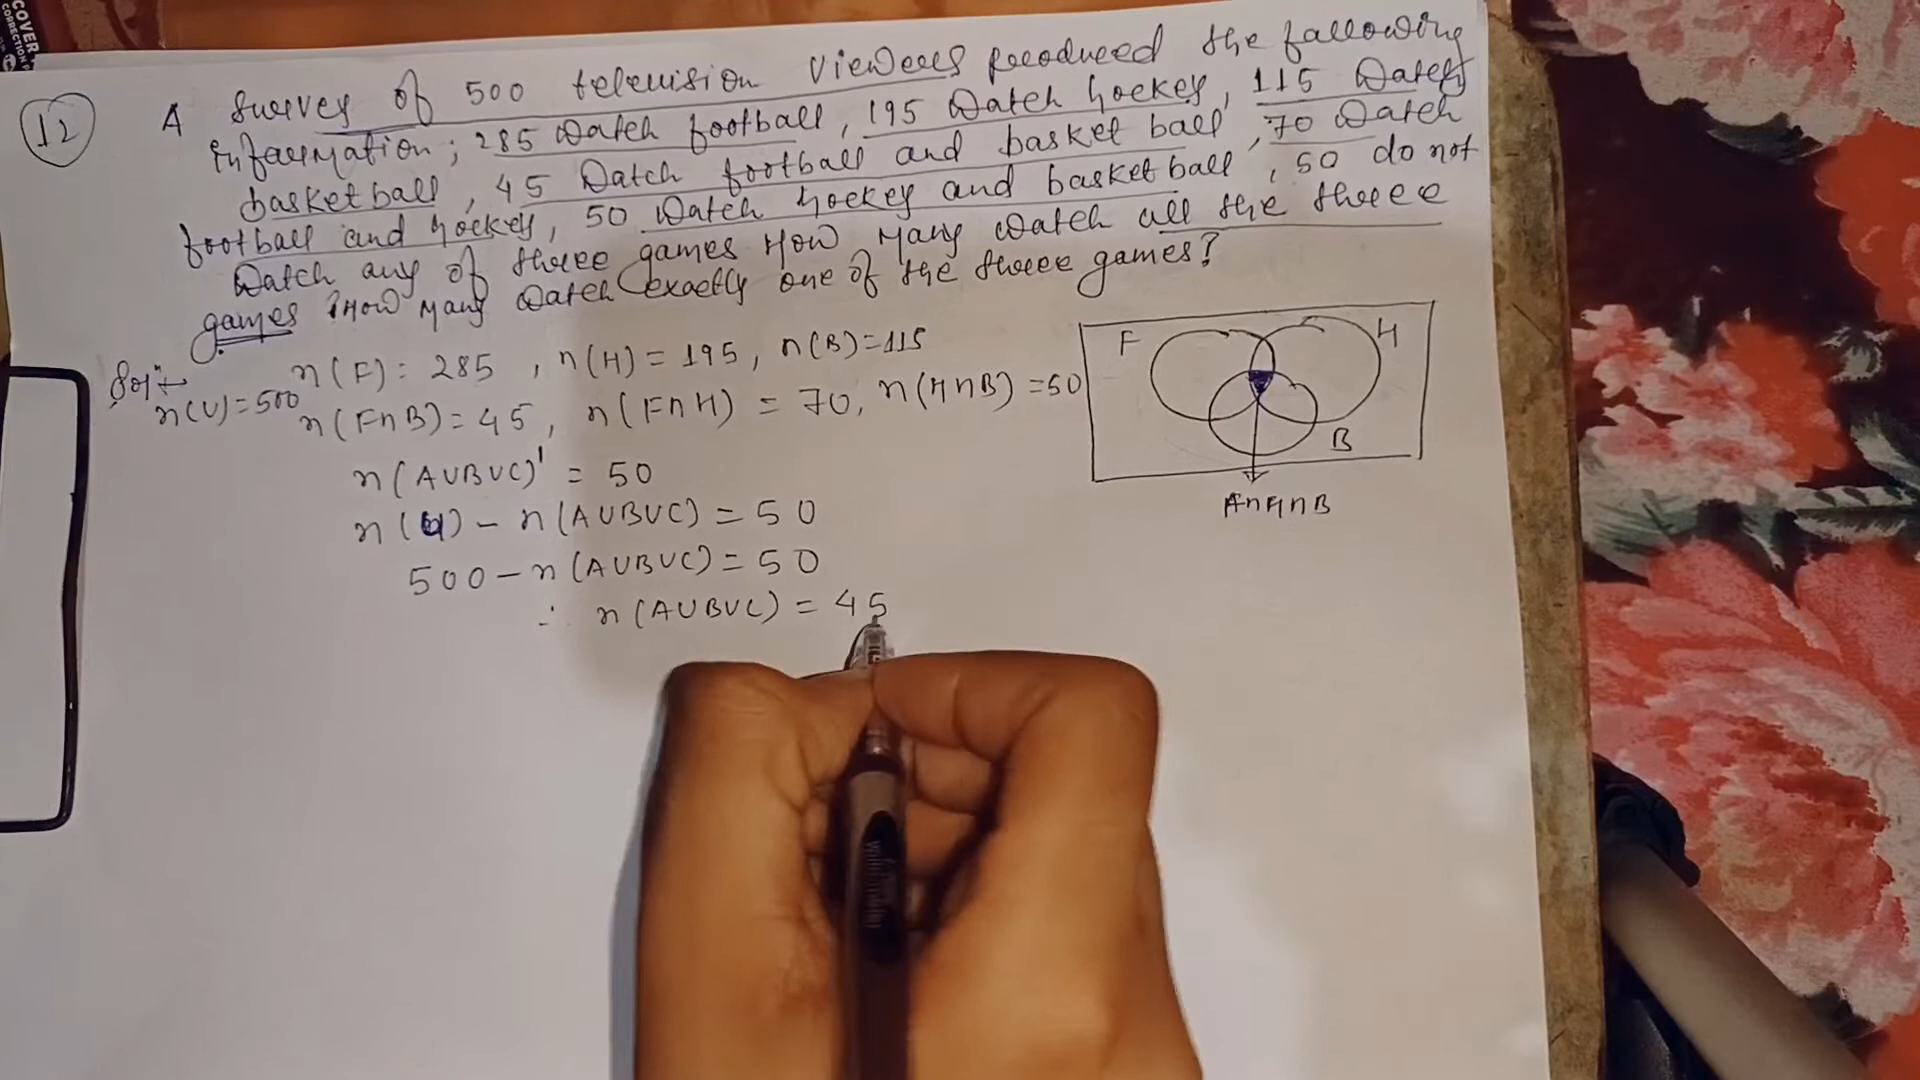 COVER
CORRECTION
12
A survey of 500 television viewers produced the following
information; 285 watch football, 195 watch hockey, 115 watch
basketball, 45 watch football and basket ball, 70 watch
football and hockey, 50 watch hockey and basketball, 50 do not
watch any of three games How many watch all the three
games ? How many watch exactly one of the three games?
Sol^n
n(U)=500
n(F)= 285 , n(H) = 195, n(B)=115
n(F∩B)=45, n(F∩H) = 70, n(H∩B) =50
n(AUBUC)' = 50
n(U) - n(AUBUC) = 50
500 - n(AUBUC) = 50
∴ n(AUBUC) = 45
F
H
B